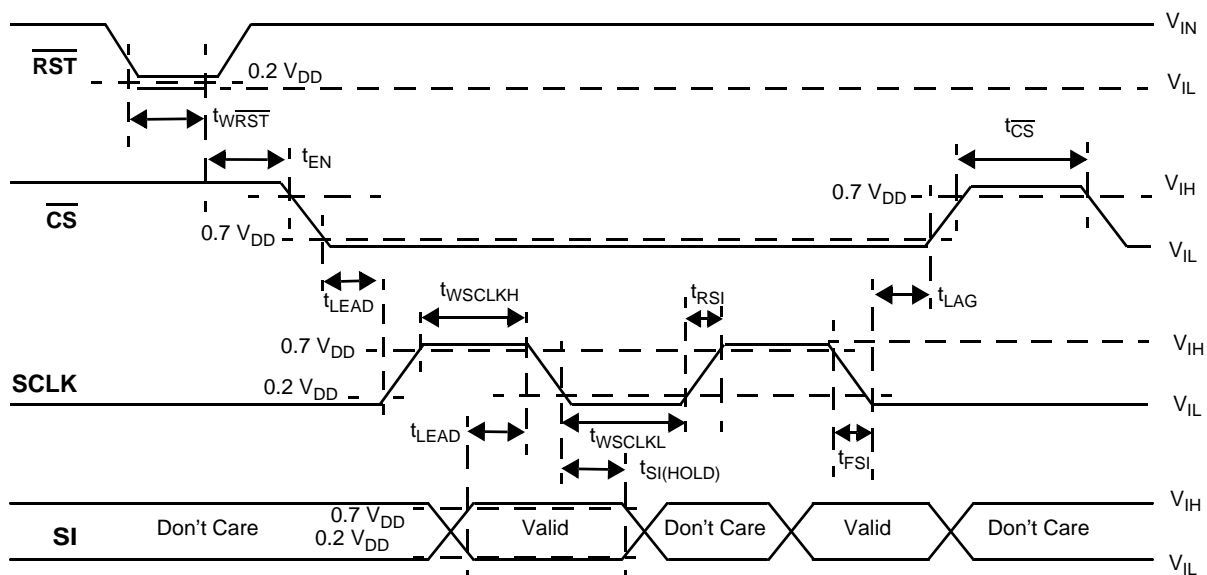 V_IN
RST
0.2 V_DD
V_IL
t_WRST
t_CS
t_EN
0.7 V_DD
V_IH
CS
0.7 V_DD
V_IL
t_LEAD
t_WSCLKH
t_RSI
t_LAG
0.7 V_DD
V_IH
SCLK
0.2 V_DD
V_IL
t_LEAD
t_WSCLKL
t_FSI
t_SI(HOLD)
V_IH
SI
Don't Care
0.7 V_DD
0.2 V_DD
Valid
Don't Care
Valid
Don't Care
V_IL